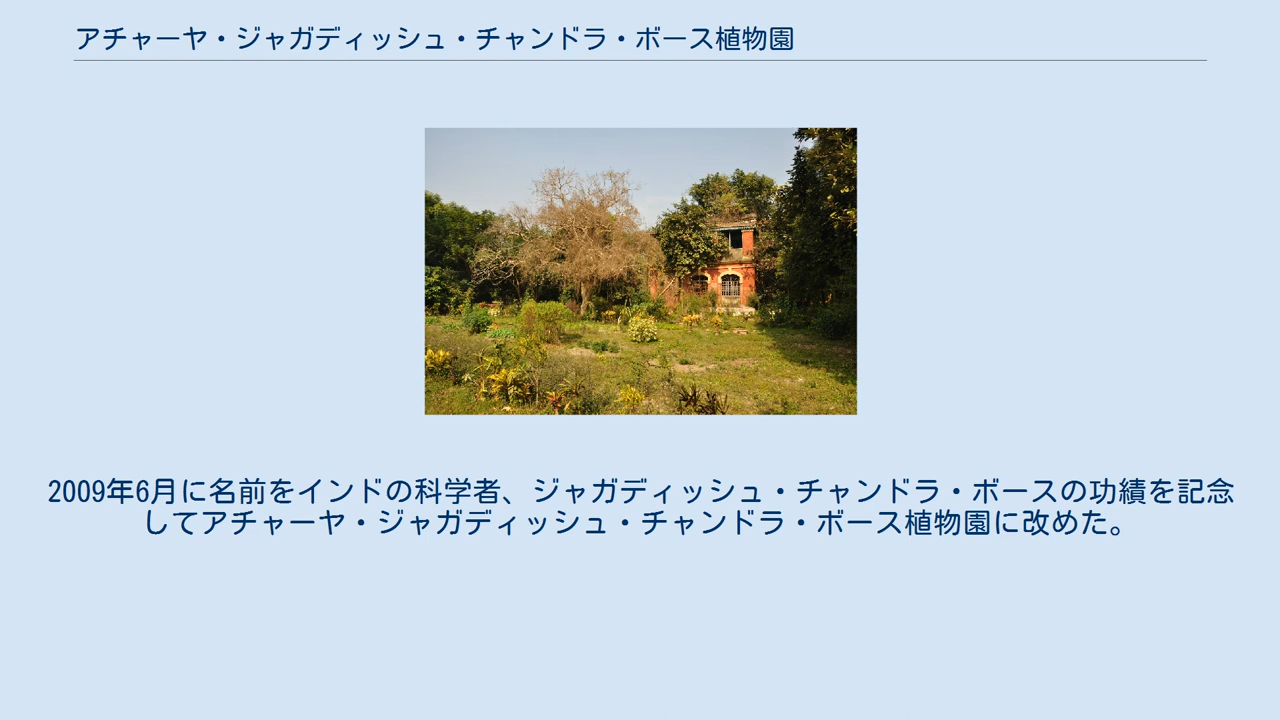 アチャーヤ・ジャガディッシュ・チャンドラ・ボース植物園
2009年6月に名前をインドの科学者、ジャガディッシュ・チャンドラ・ボースの功績を記念
してアチャーヤ・ジャガディッシュ・チャンドラ・ボース植物園に改めた。